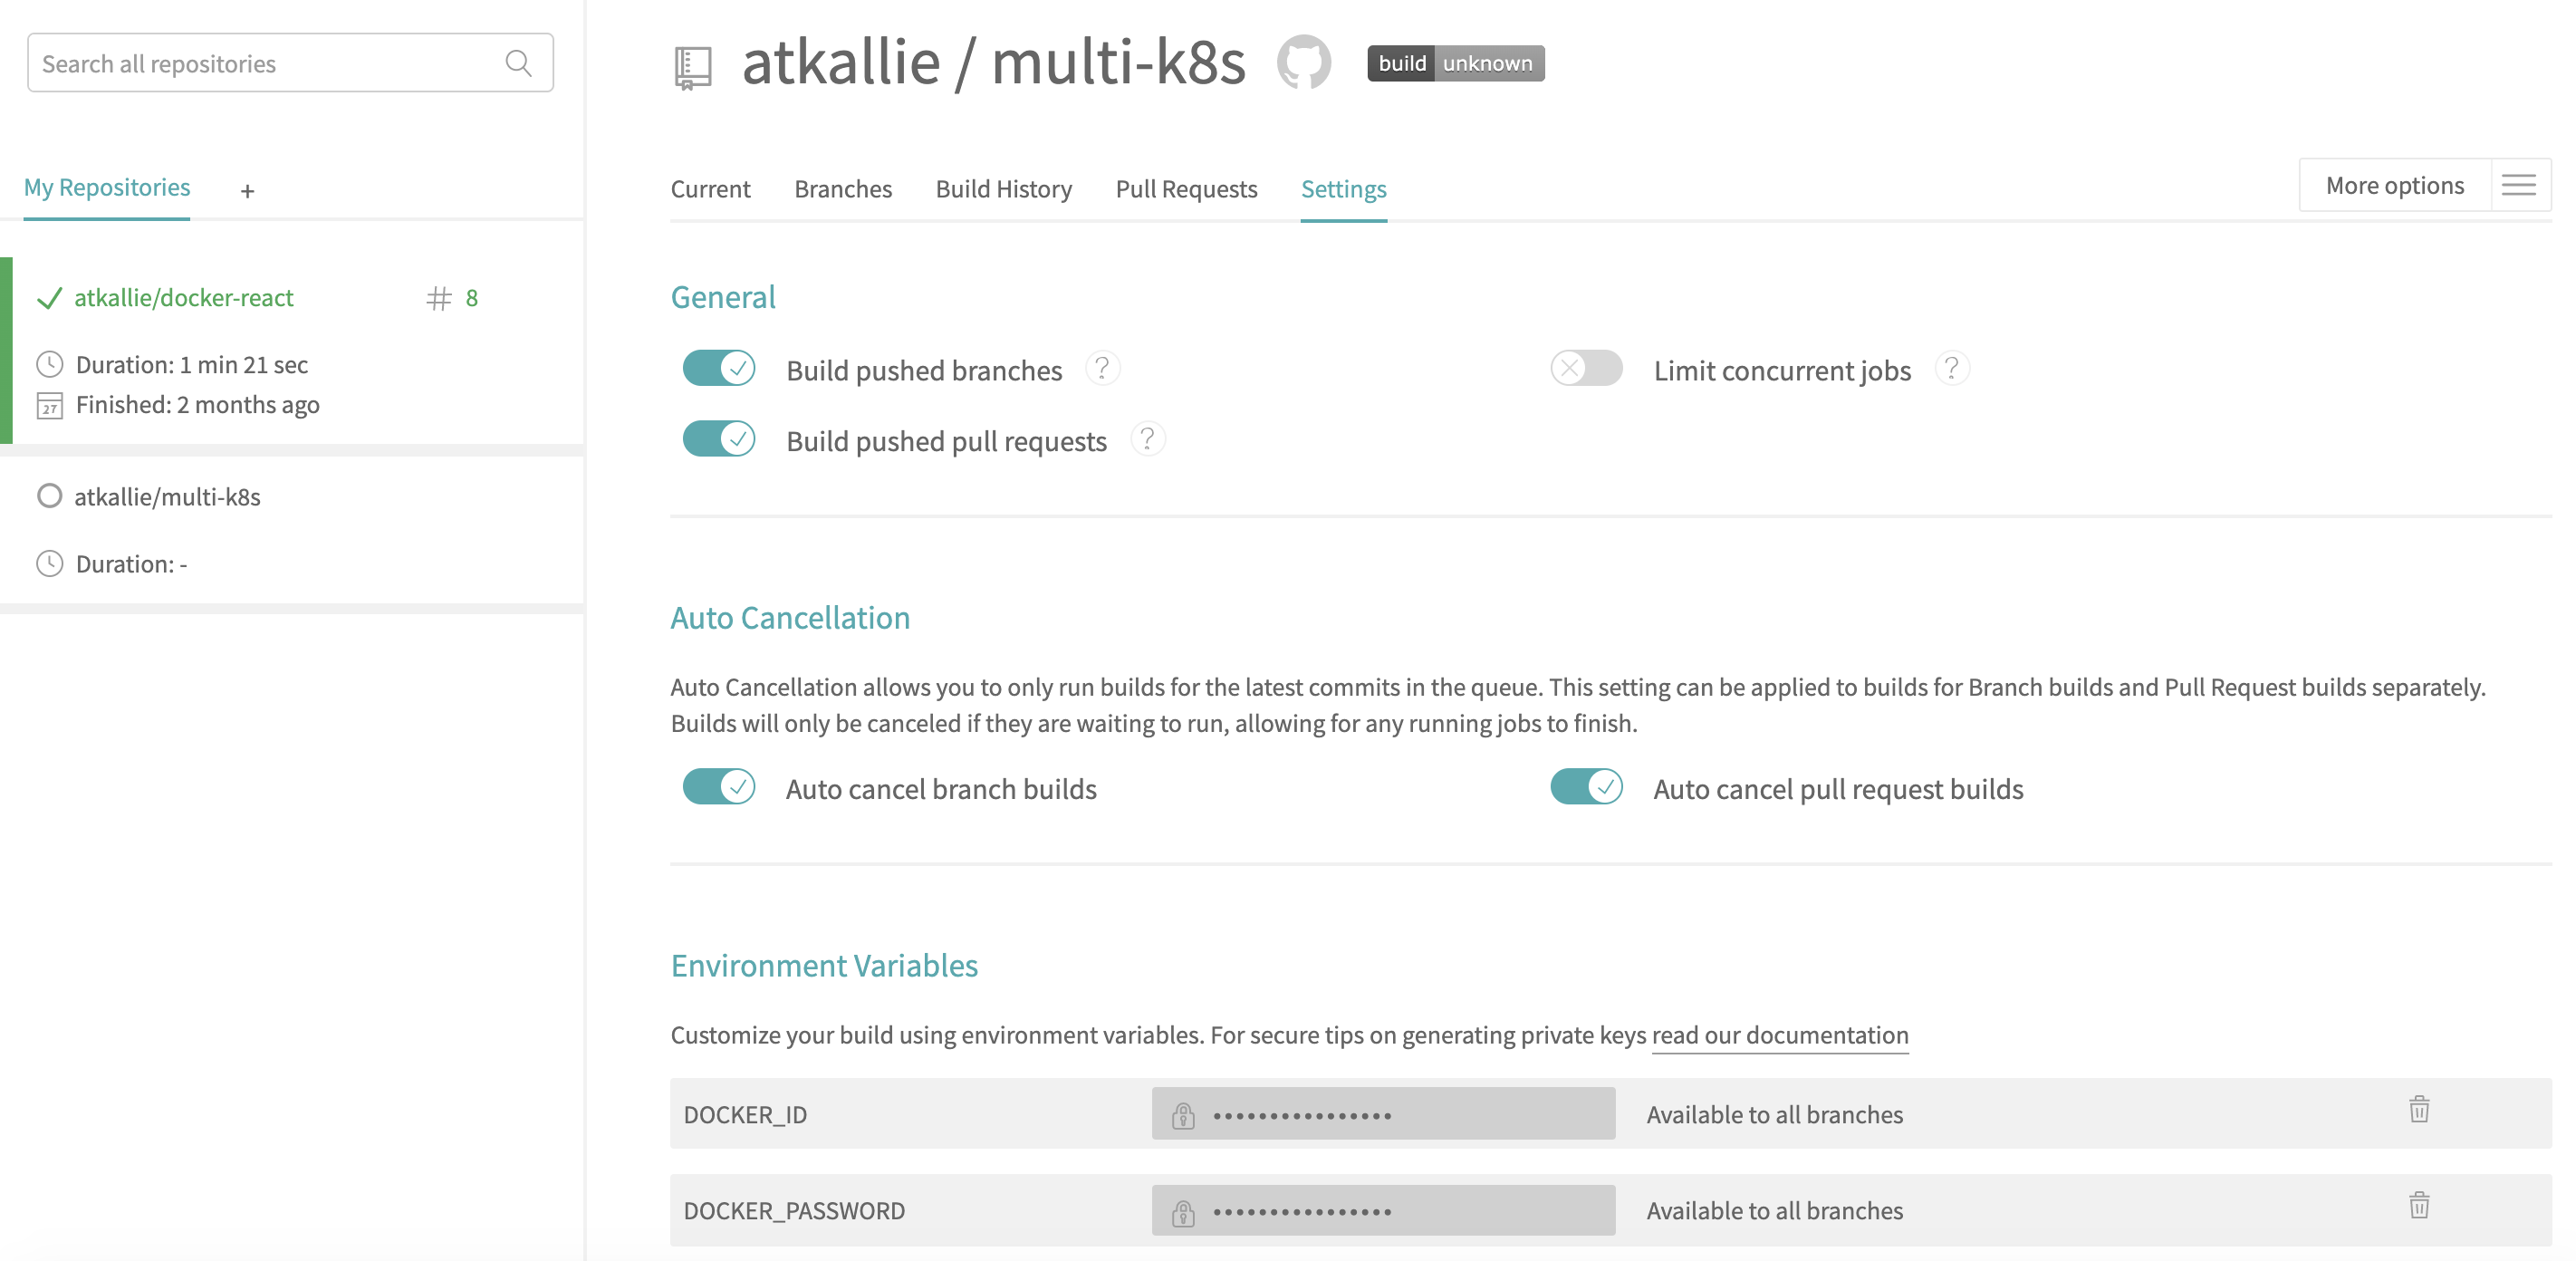 Search all repositories
My Repositories +
atkallie/docker-react # 8
Duration: 1 min 21 sec
27 Finished: 2 months ago
atkallie/multi-k8s
Duration: -
atkallie / multi-k8s build unknown
Current Branches Build History Pull Requests Settings More options
General
Build pushed branches ? Limit concurrent jobs ?
Build pushed pull requests ?
Auto Cancellation
Auto Cancellation allows you to only run builds for the latest commits in the queue. This setting can be applied to builds for Branch builds and Pull Request builds separately.
Builds will only be canceled if they are waiting to run, allowing for any running jobs to finish.
Auto cancel branch builds Auto cancel pull request builds
Environment Variables
Customize your build using environment variables. For secure tips on generating private keys read our documentation
DOCKER_ID •••••••••••••••• Available to all branches
DOCKER_PASSWORD •••••••••••••••• Available to all branches